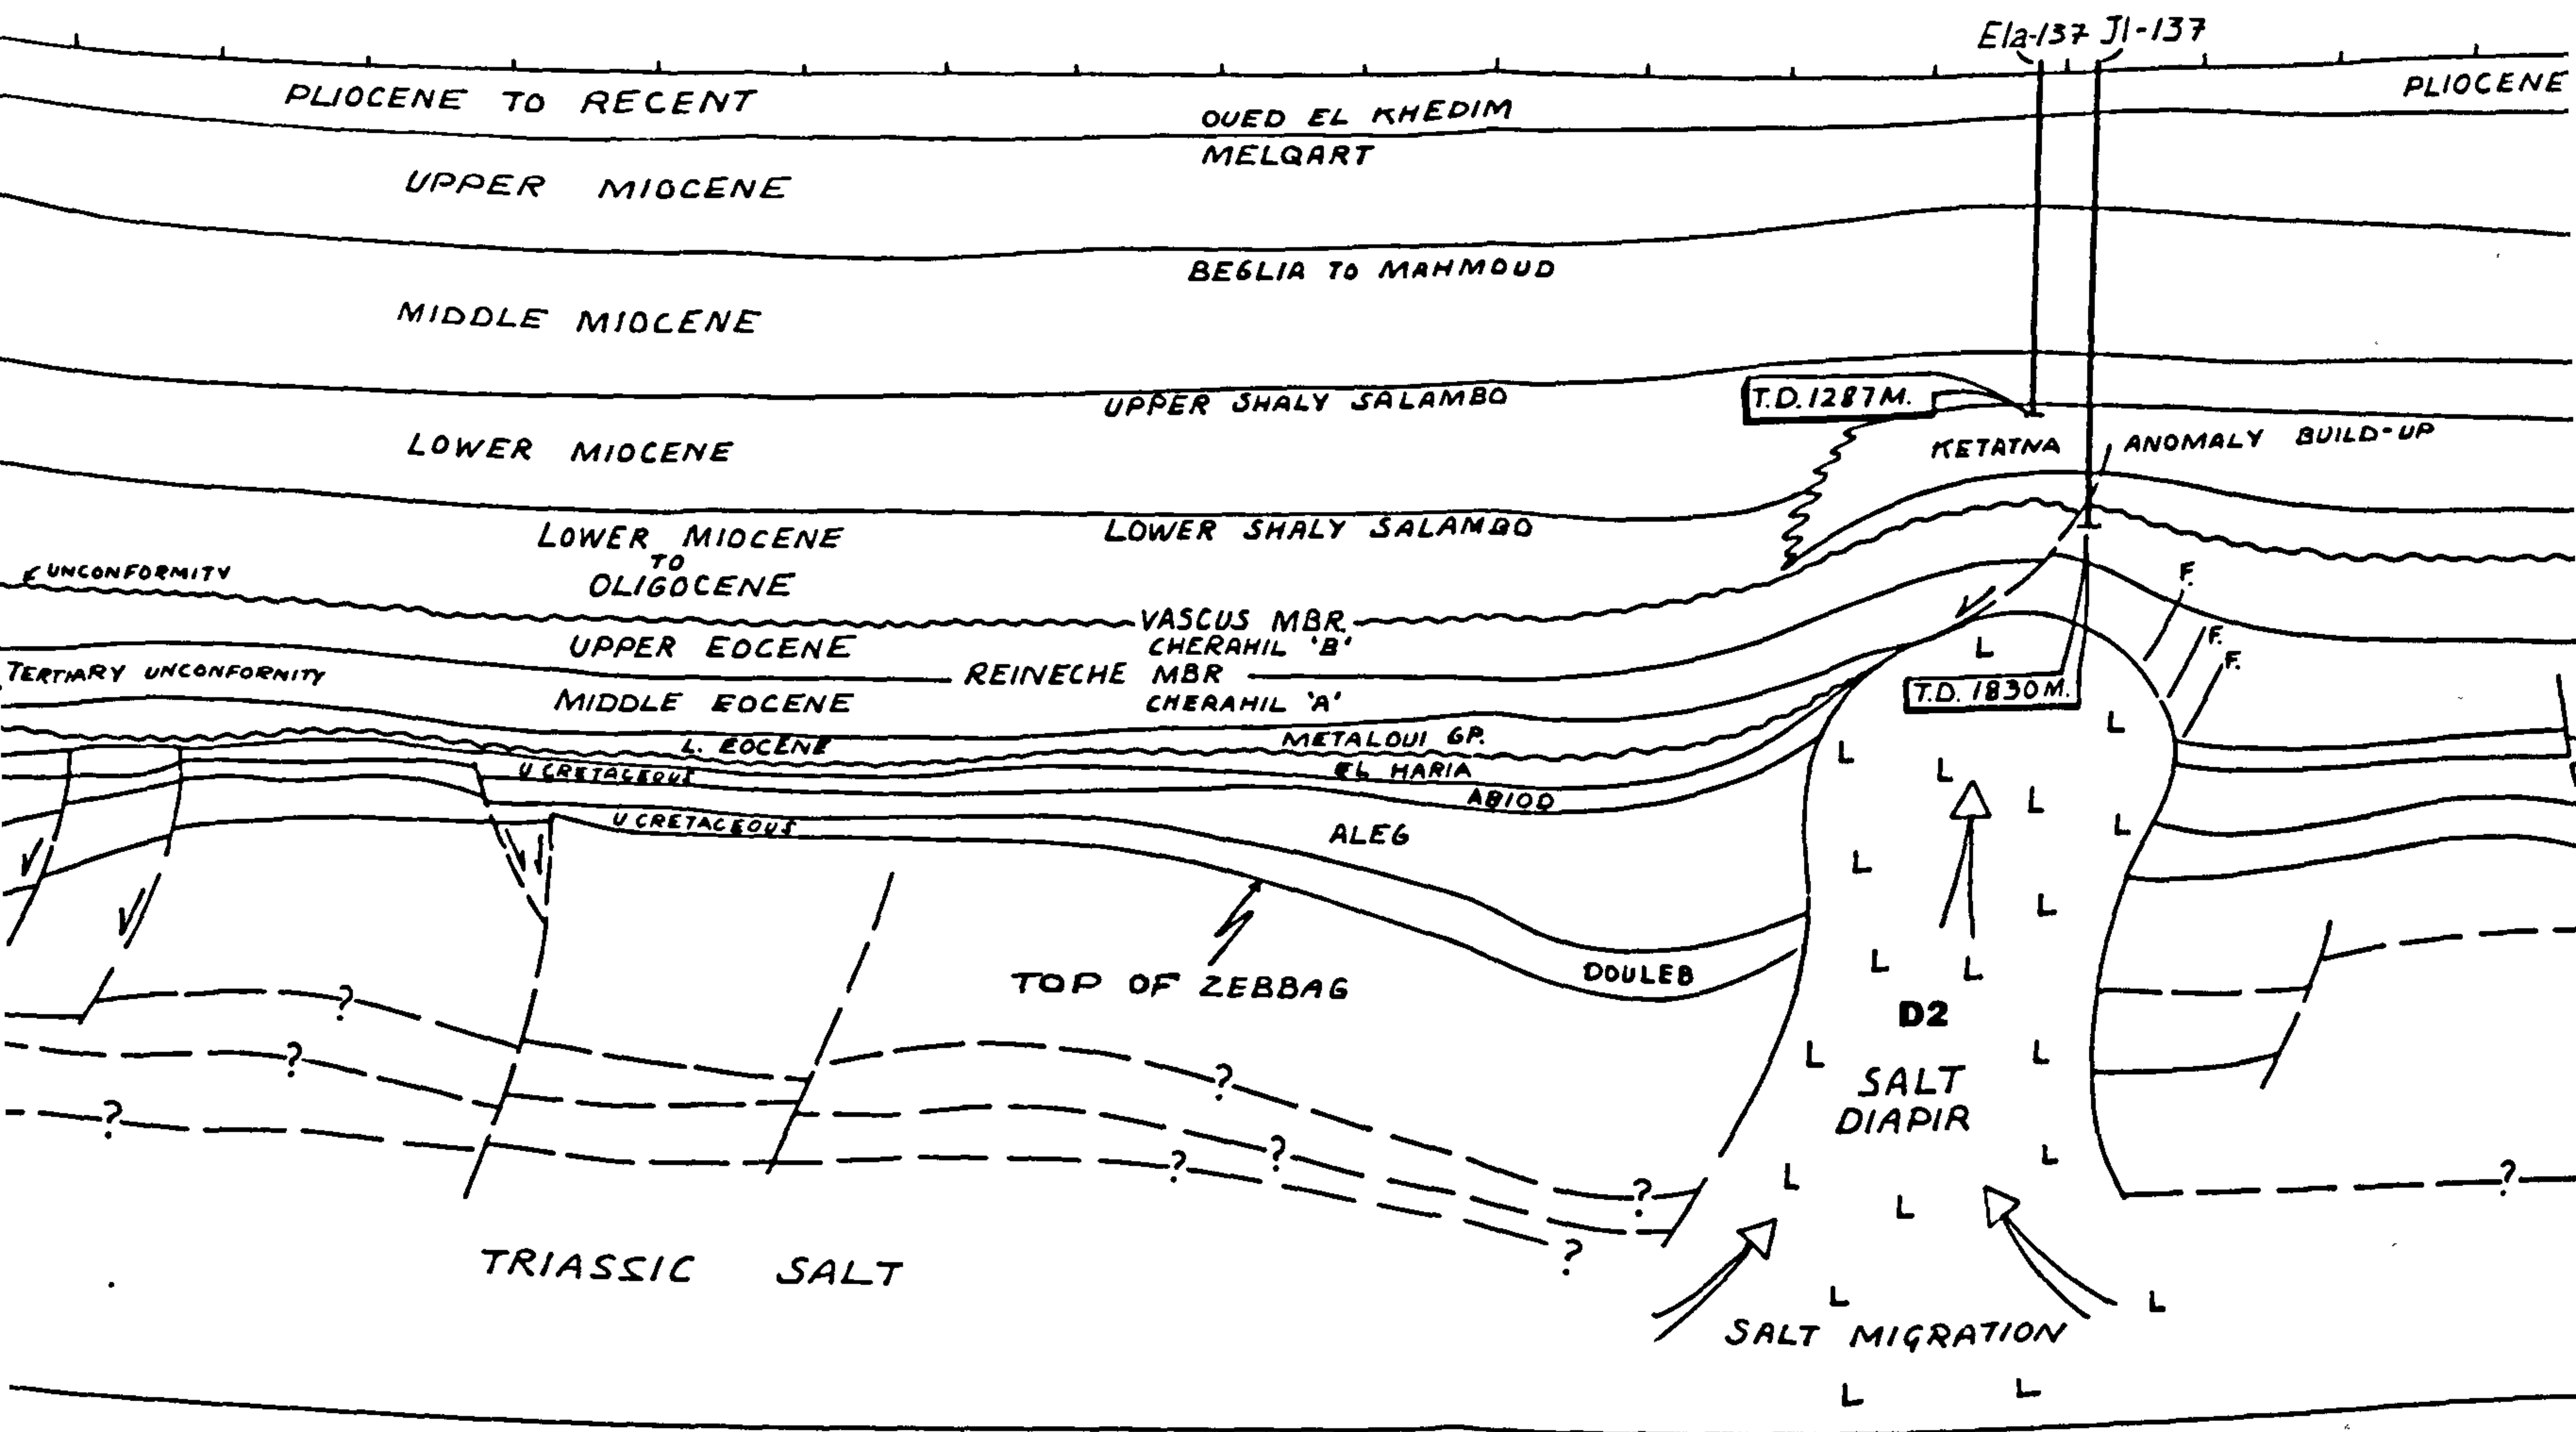 Ela-137 J1-137
PLIOCENE TO RECENT
OUED EL KHEDIM
PLIOCENE
MELQART
UPPER MIOCENE
BEGLIA TO MAHMOUD
MIDDLE MIOCENE
T.D. 1287M.
UPPER SHALY SALAMBO
LOWER MIOCENE
KETATNA
ANOMALY BUILD-UP
LOWER MIOCENE
TO
OLIGOCENE
LOWER SHALY SALAMBO
UNCONFORMITY
F.
VASCUS MBR.
UPPER EOCENE
CHERAHIL 'B'
F.
L
F.
TERTIARY UNCONFORMITY
REINECHE MBR
MIDDLE EOCENE
CHERAHIL 'A'
T.D. 1830M.
L
L. EOCENE
METALOUI GP.
L
U CRETACEOUS
EL HARIA
L
ABIOD
L
U CRETACEOUS
ALEG
L
L
L
TOP OF ZEBBAG
DOULEB
L
L
D2
?
?
?
L
L
SALT
DIAPIR
?
?
?
?
L
L
?
L
?
TRIASSIC SALT
L
L
SALT MIGRATION
L
L